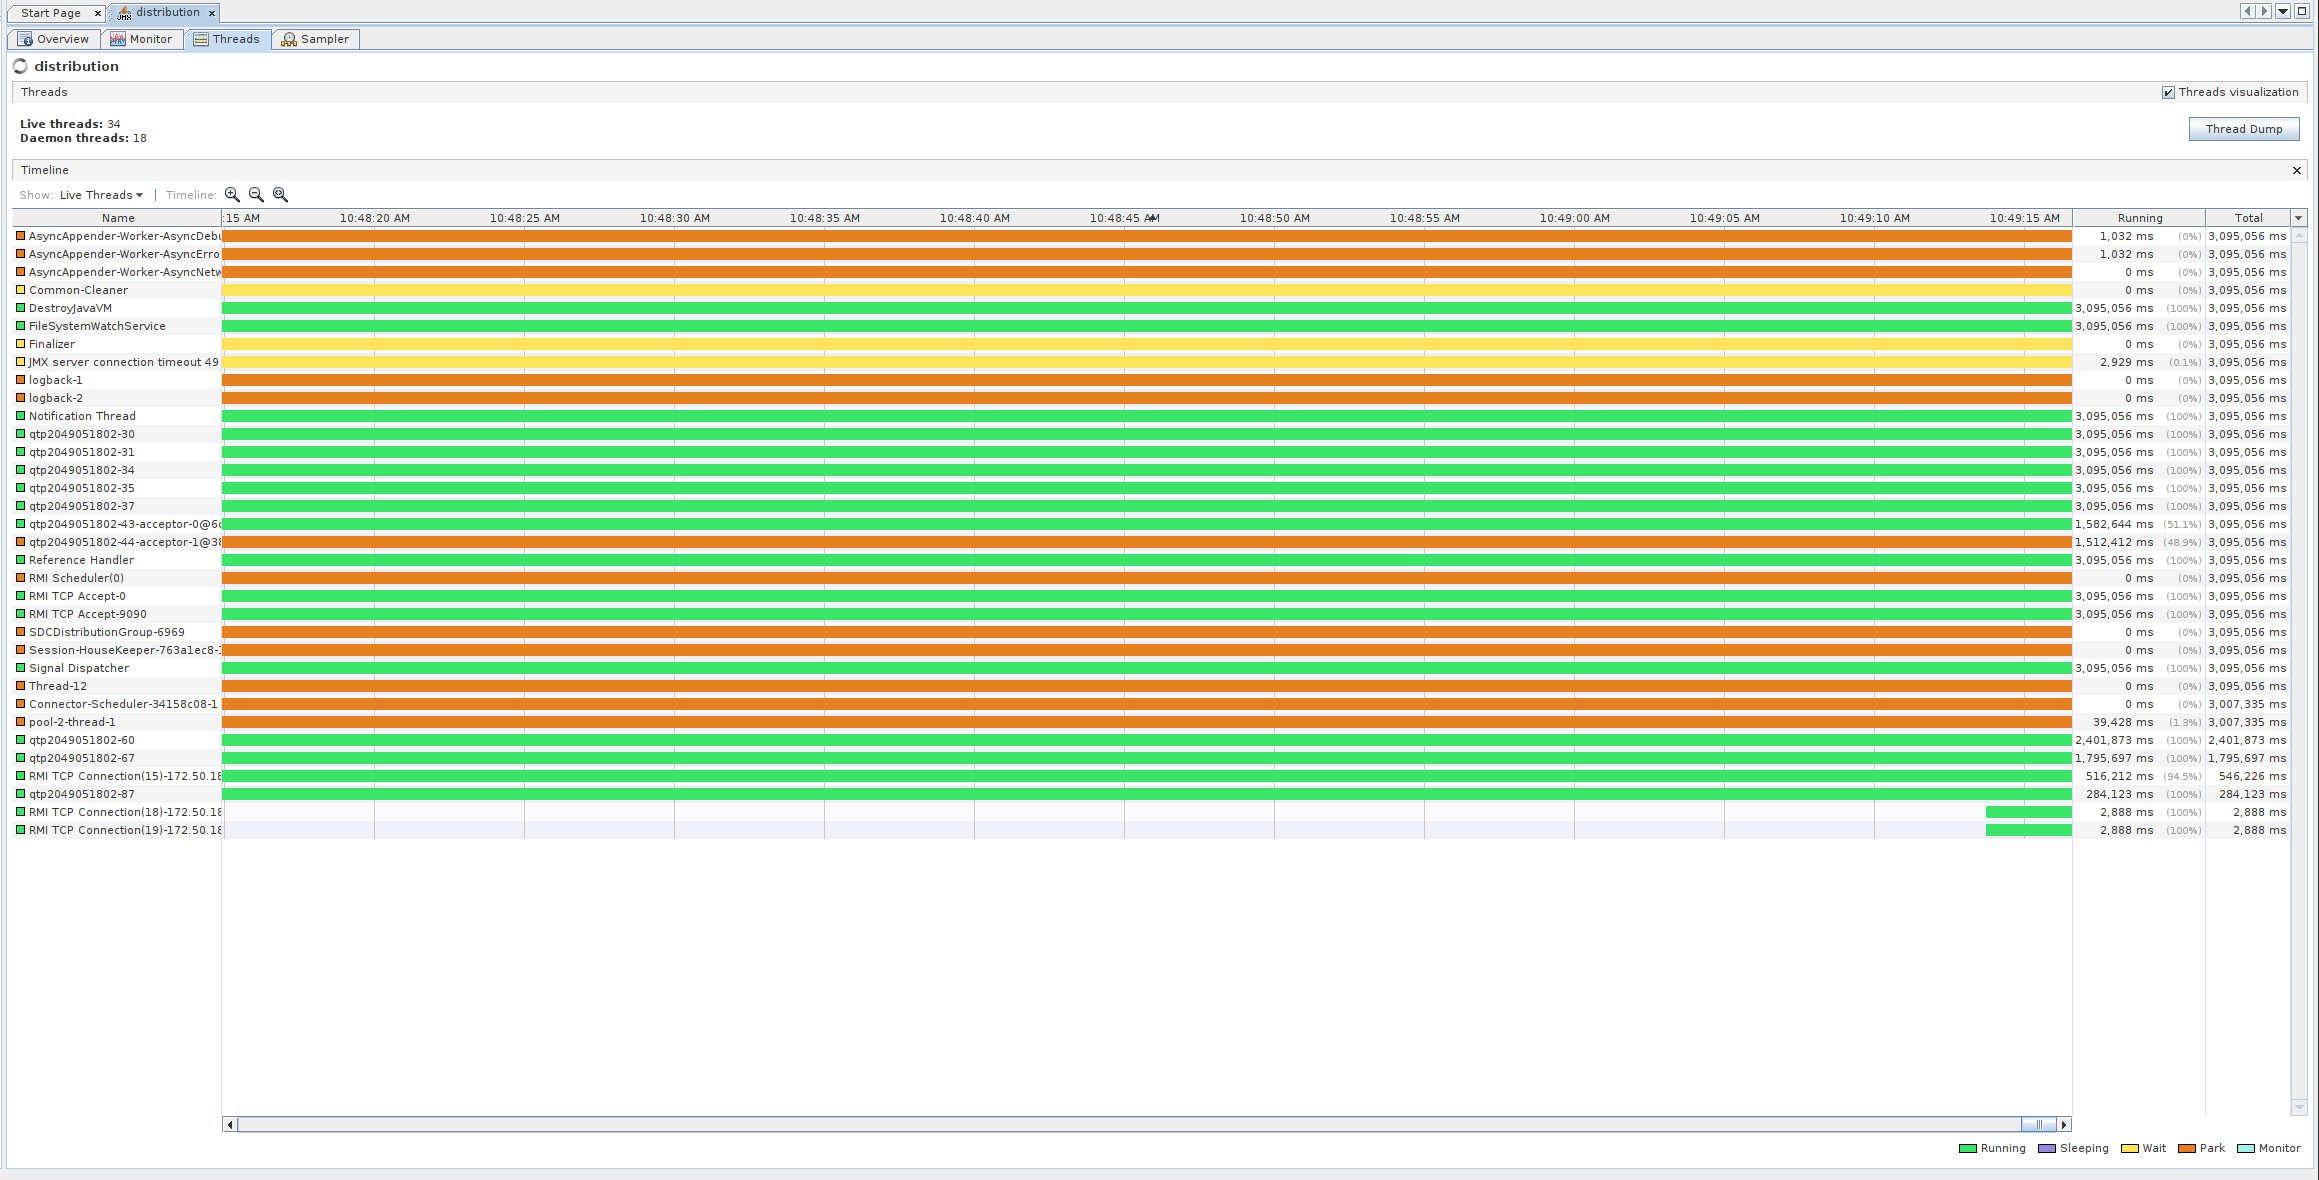 Start Page × distribution ×
Overview Monitor Threads Sampler
distribution
Threads Threads visualization
Live threads: 34
Daemon threads: 18
Thread Dump
Timeline
Show: Live Threads | Timeline:
Name :15 AM 10:48:20 AM 10:48:25 AM 10:48:30 AM 10:48:35 AM 10:48:40 AM 10:48:45 AM 10:48:50 AM 10:48:55 AM 10:49:00 AM 10:49:05 AM 10:49:10 AM 10:49:15 AM Running Total
AsyncAppender-Worker-AsyncDebu 1,032 ms (0%) 3,095,056 ms
AsyncAppender-Worker-AsyncErro 1,032 ms (0%) 3,095,056 ms
AsyncAppender-Worker-AsyncNetw 0 ms (0%) 3,095,056 ms
Common-Cleaner 0 ms (0%) 3,095,056 ms
DestroyJavaVM 3,095,056 ms (100%) 3,095,056 ms
FileSystemWatchService 3,095,056 ms (100%) 3,095,056 ms
Finalizer 0 ms (0%) 3,095,056 ms
JMX server connection timeout 49 2,929 ms (0.1%) 3,095,056 ms
logback-1 0 ms (0%) 3,095,056 ms
logback-2 0 ms (0%) 3,095,056 ms
Notification Thread 3,095,056 ms (100%) 3,095,056 ms
qtp2049051802-30 3,095,056 ms (100%) 3,095,056 ms
qtp2049051802-31 3,095,056 ms (100%) 3,095,056 ms
qtp2049051802-34 3,095,056 ms (100%) 3,095,056 ms
qtp2049051802-35 3,095,056 ms (100%) 3,095,056 ms
qtp2049051802-37 3,095,056 ms (100%) 3,095,056 ms
qtp2049051802-43-acceptor-0@6c 1,582,644 ms (51.1%) 3,095,056 ms
qtp2049051802-44-acceptor-1@38 1,512,412 ms (48.9%) 3,095,056 ms
Reference Handler 3,095,056 ms (100%) 3,095,056 ms
RMI Scheduler(0) 0 ms (0%) 3,095,056 ms
RMI TCP Accept-0 3,095,056 ms (100%) 3,095,056 ms
RMI TCP Accept-9090 3,095,056 ms (100%) 3,095,056 ms
SDCDistributionGroup-6969 0 ms (0%) 3,095,056 ms
Session-HouseKeeper-763a1ec8-1 0 ms (0%) 3,095,056 ms
Signal Dispatcher 3,095,056 ms (100%) 3,095,056 ms
Thread-12 0 ms (0%) 3,095,056 ms
Connector-Scheduler-34158c08-1 0 ms (0%) 3,007,335 ms
pool-2-thread-1 39,428 ms (1.3%) 3,007,335 ms
qtp2049051802-60 2,401,873 ms (100%) 2,401,873 ms
qtp2049051802-67 1,795,697 ms (100%) 1,795,697 ms
RMI TCP Connection(15)-172.50.18 516,212 ms (94.5%) 546,226 ms
qtp2049051802-87 284,123 ms (100%) 284,123 ms
RMI TCP Connection(18)-172.50.18 2,888 ms (100%) 2,888 ms
RMI TCP Connection(19)-172.50.18 2,888 ms (100%) 2,888 ms
Running Sleeping Wait Park Monitor